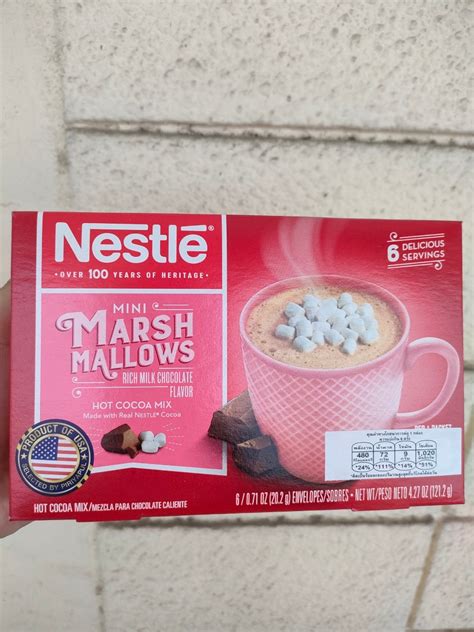 Nestlé®
• OVER 100 YEARS OF HERITAGE •
MINI
MARSH
MALLOWS
RICH MILK CHOCOLATE
FLAVOR
HOT COCOA MIX
Made with Real NESTLÉ® Cocoa
6 DELICIOUS
SERVINGS
PRODUCT OF USA
HOT COCOA MIX/MEZCLA PARA CHOCOLATE CALIENTE
480 72 9 1,020
*24% *111% *14% *51%
6 / 0.71 OZ (20.2 g) ENVELOPES/SOBRES • NET WT/PESO NETO 4.27 OZ (121.2 g)